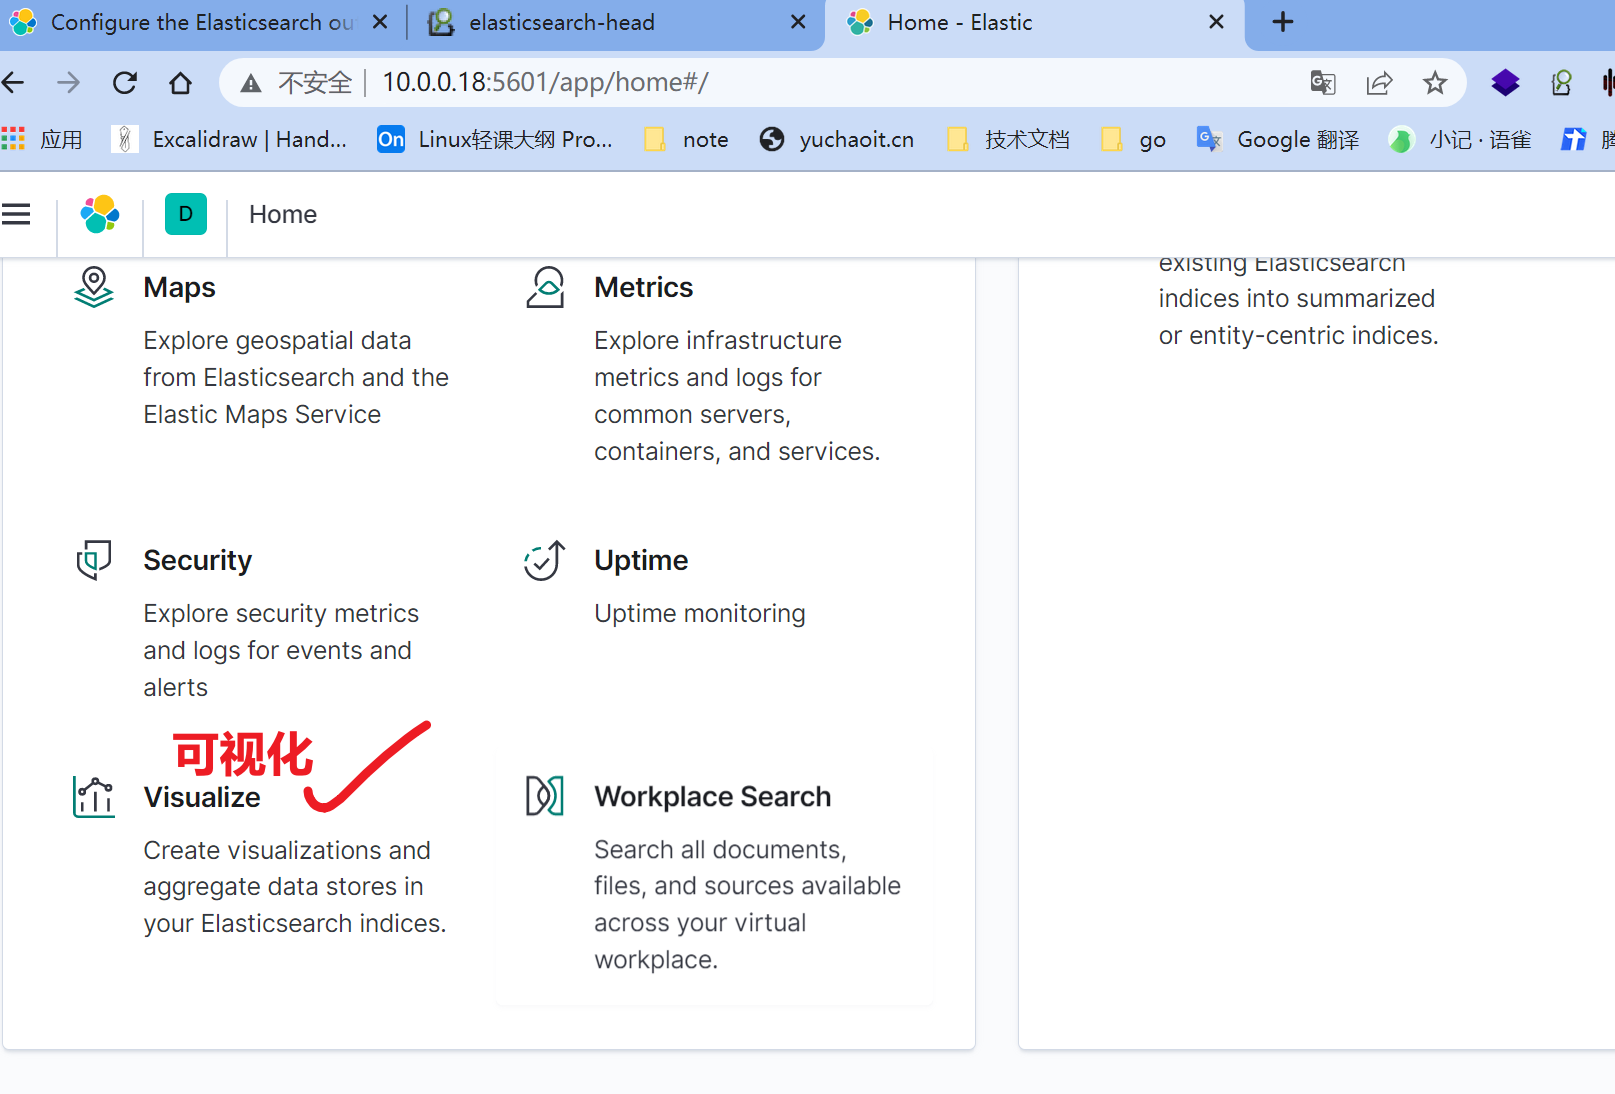 Configure the Elasticsearch ou
elasticsearch-head
Home - Elastic
不安全
10.0.0.18:5601/app/home#/
应用
Excalidraw | Hand...
On
Linux轻课大纲 Pro...
note
yuchaoit.cn
技术文档
go
Google 翻译
小记 · 语雀
D
Home
Maps
Explore geospatial data
from Elasticsearch and the
Elastic Maps Service
Metrics
Explore infrastructure
metrics and logs for
common servers,
containers, and services.
existing Elasticsearch
indices into summarized
or entity-centric indices.
Security
Explore security metrics
and logs for events and
alerts
Uptime
Uptime monitoring
可视化
Visualize
Create visualizations and
aggregate data stores in
your Elasticsearch indices.
Workplace Search
Search all documents,
files, and sources available
across your virtual
workplace.